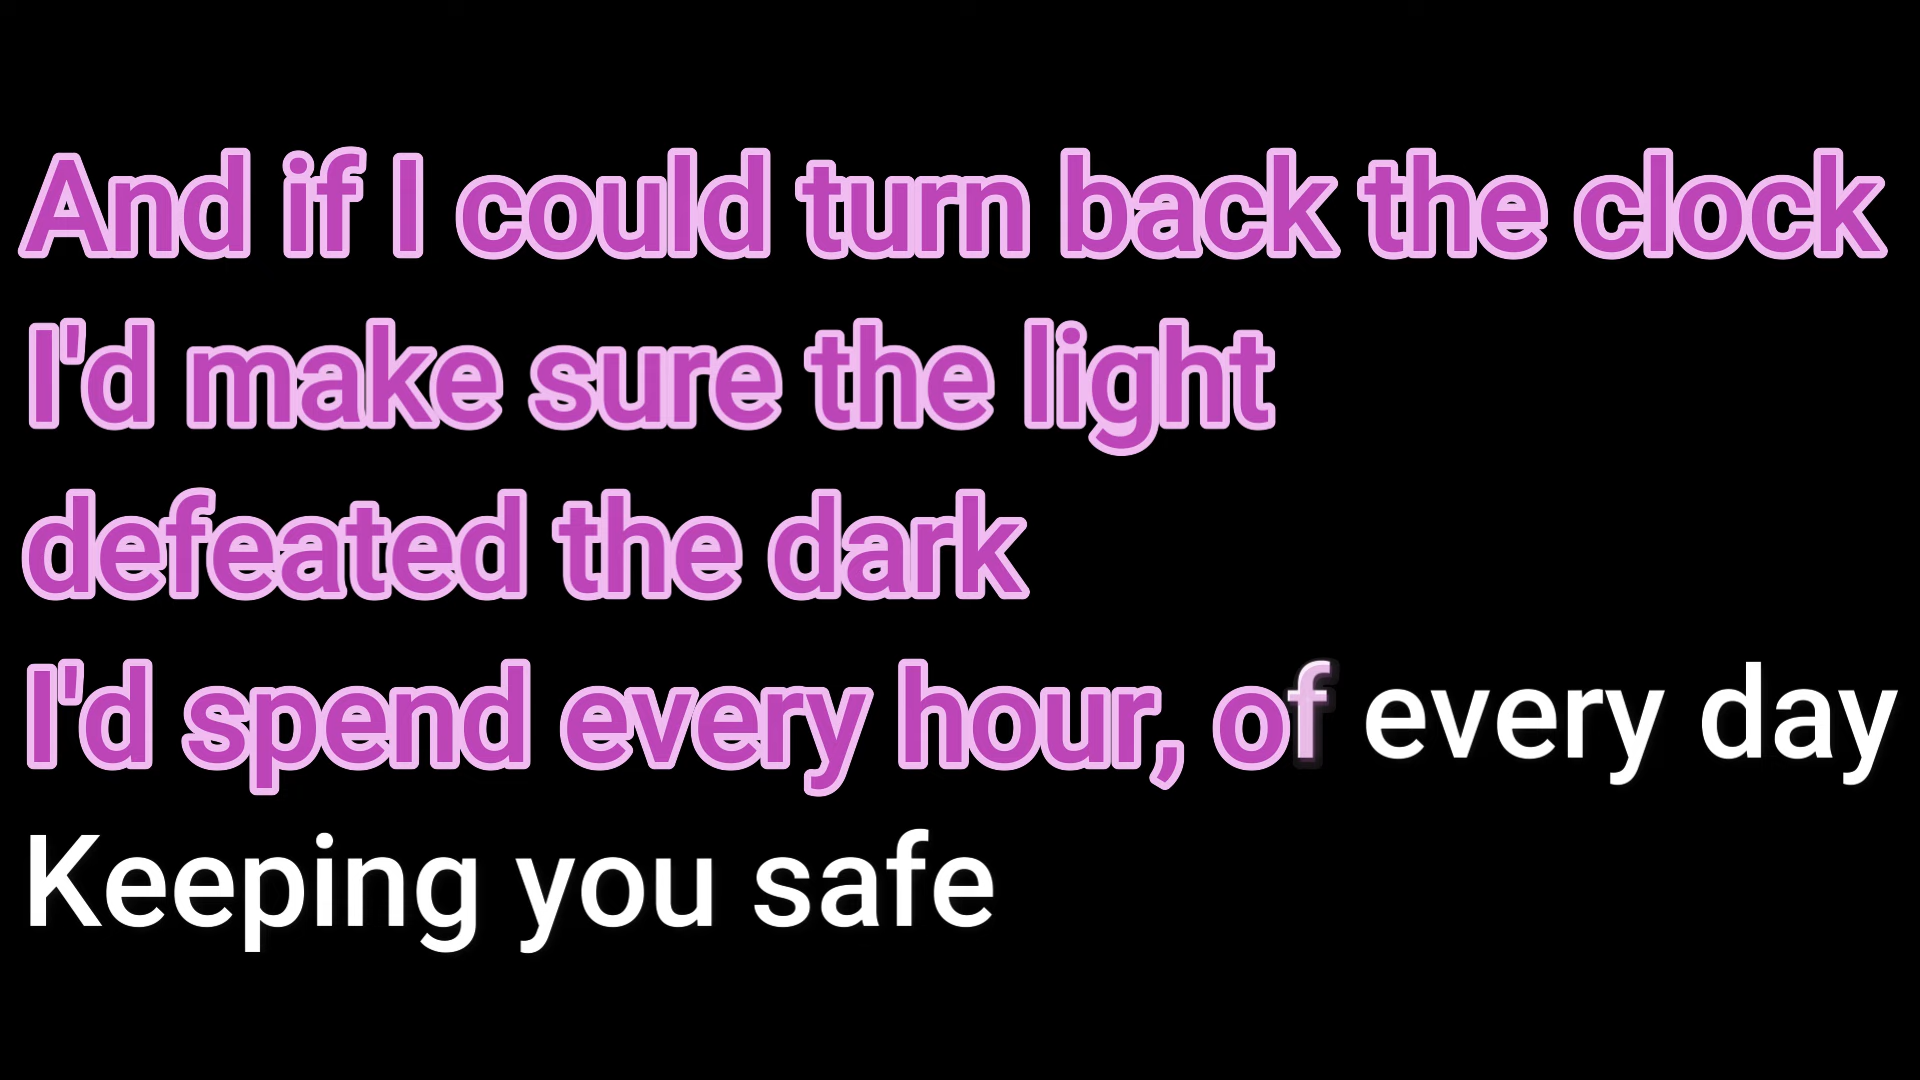 And if I could turn back the clock
I'd make sure the light
defeated the dark
I'd spend every hour, of every day
Keeping you safe